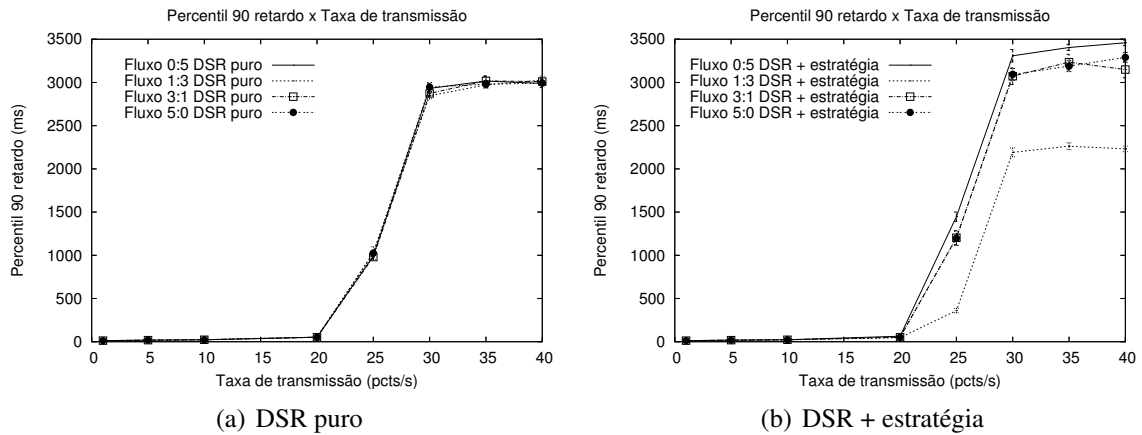 Percentil 90 retardo x Taxa de transmissão
3500
3000
2500
2000
1500
1000
500
0
0 5 10 15 20 25 30 35 40
Percentil 90 retardo (ms)
Taxa de transmissão (pcts/s)
Fluxo 0:5 DSR puro
Fluxo 1:3 DSR puro
Fluxo 3:1 DSR puro
Fluxo 5:0 DSR puro
(a) DSR puro
Percentil 90 retardo x Taxa de transmissão
3500
3000
2500
2000
1500
1000
500
0
0 5 10 15 20 25 30 35 40
Percentil 90 retardo (ms)
Taxa de transmissão (pcts/s)
Fluxo 0:5 DSR + estratégia
Fluxo 1:3 DSR + estratégia
Fluxo 3:1 DSR + estratégia
Fluxo 5:0 DSR + estratégia
(b) DSR + estratégia